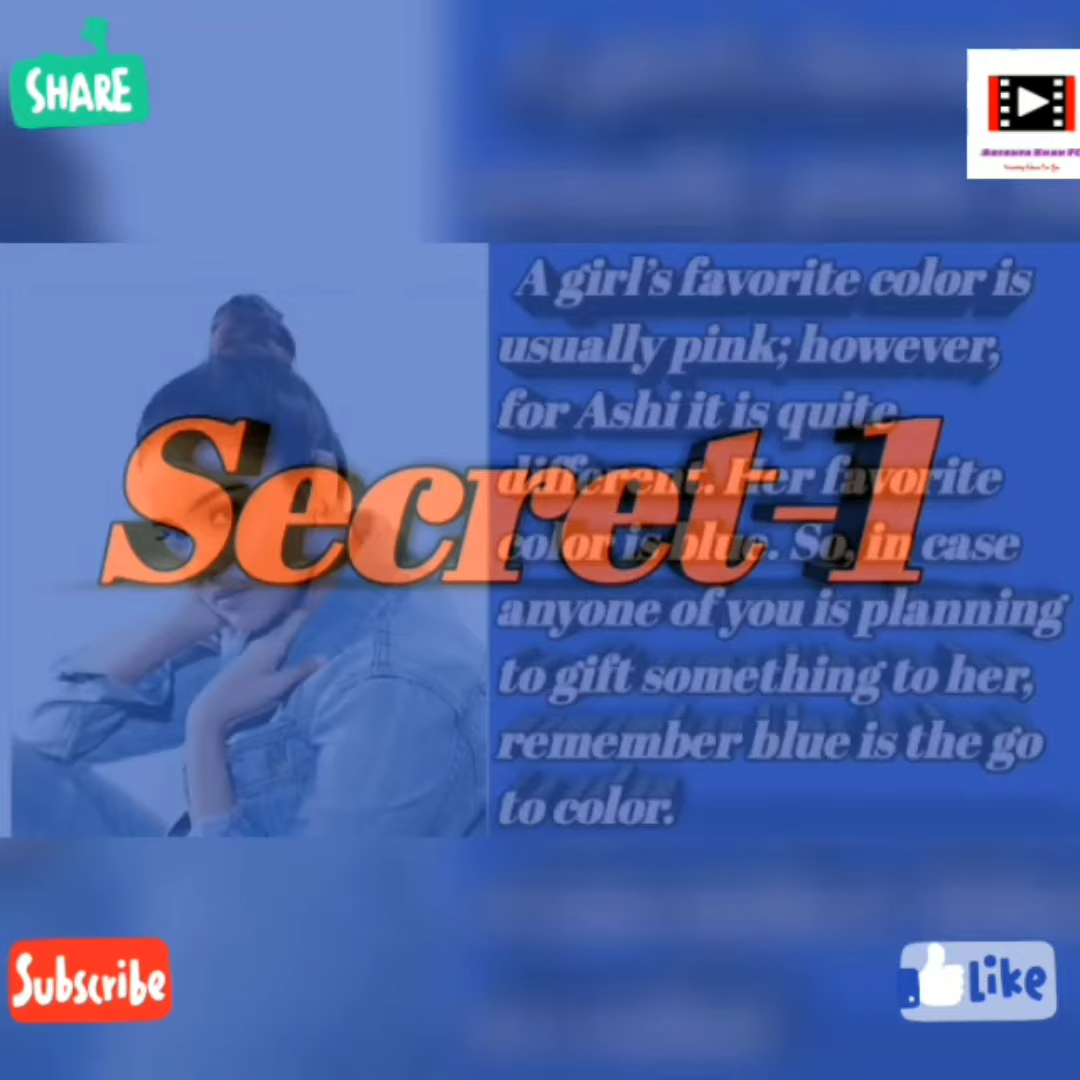 SHARE
A girl's favorite color is
usually pink; however,
for Ashi it is quite
different. Her favorite
color is blue. So, in case
anyone of you is planning
to gift something to her,
remember blue is the go
to color.
Secret-1
Subscribe
Like